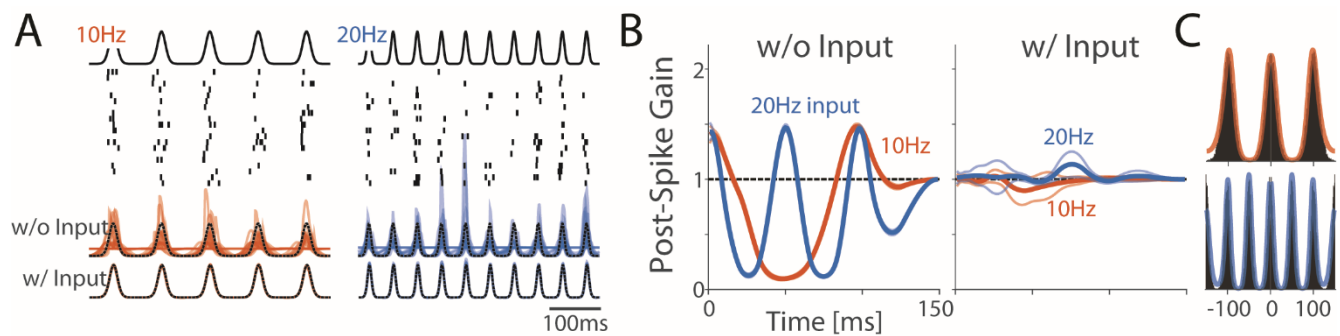 A
10Hz
20Hz
w/o Input
w/ Input
100ms
B
w/o Input
w/ Input
Post-Spike Gain
2
1
0
20Hz input
10Hz
20Hz
10Hz
0
150
Time [ms]
C
-100
0
100